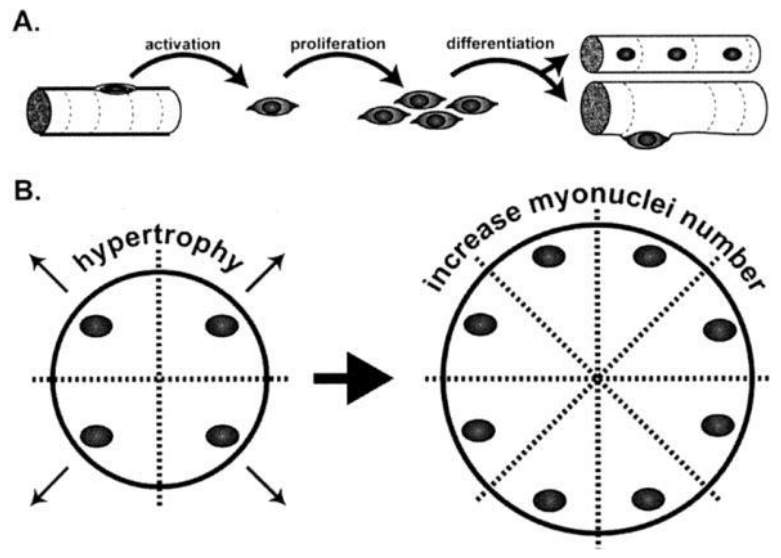 A.
activation
proliferation
differentiation
B.
hypertrophy
increase myonuclei number